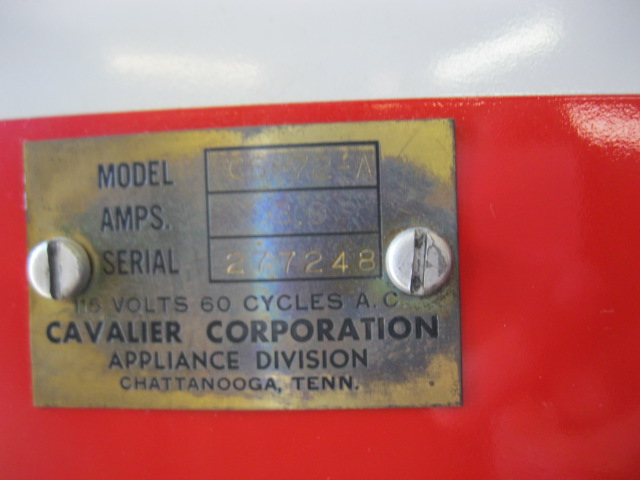 MODEL
AMPS.
SERIAL 277248
115 VOLTS 60 CYCLES A.C.
CAVALIER CORPORATION
APPLIANCE DIVISION
CHATTANOOGA, TENN.